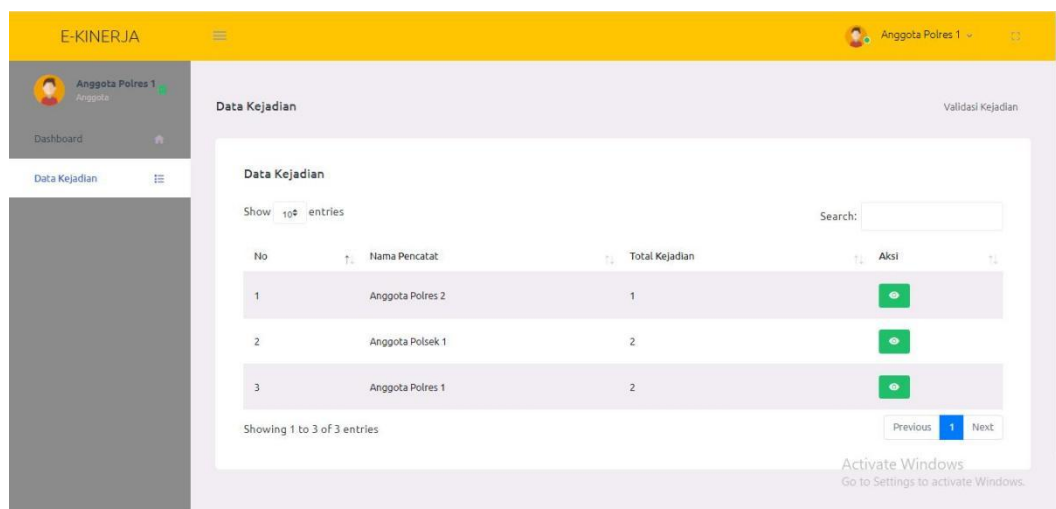 E-KINERJA
Anggota Polres 1
Anggota Polres 1
Anggota
Data Kejadian
Validasi Kejadian
Dashboard
Data Kejadian
Data Kejadian
Show 10 entries
Search:
No Nama Pencatat Total Kejadian Aksi
1 Anggota Polres 2 1
2 Anggota Polsek 1 2
3 Anggota Polres 1 2
Showing 1 to 3 of 3 entries
Previous 1 Next
Activate Windows
Go to Settings to activate Windows.